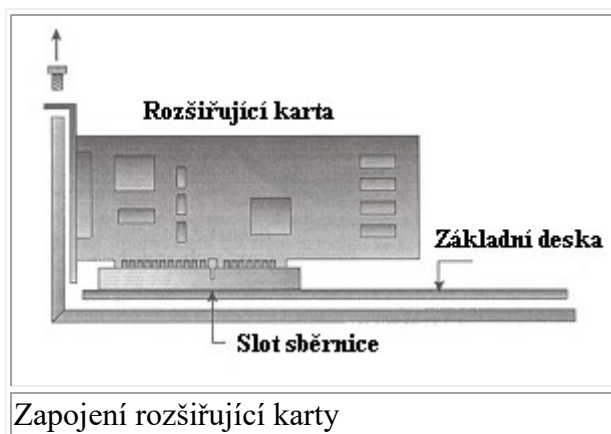 Rozšiřující karta
Základní deska
Slot sběrnice
Zapojení rozšiřující karty